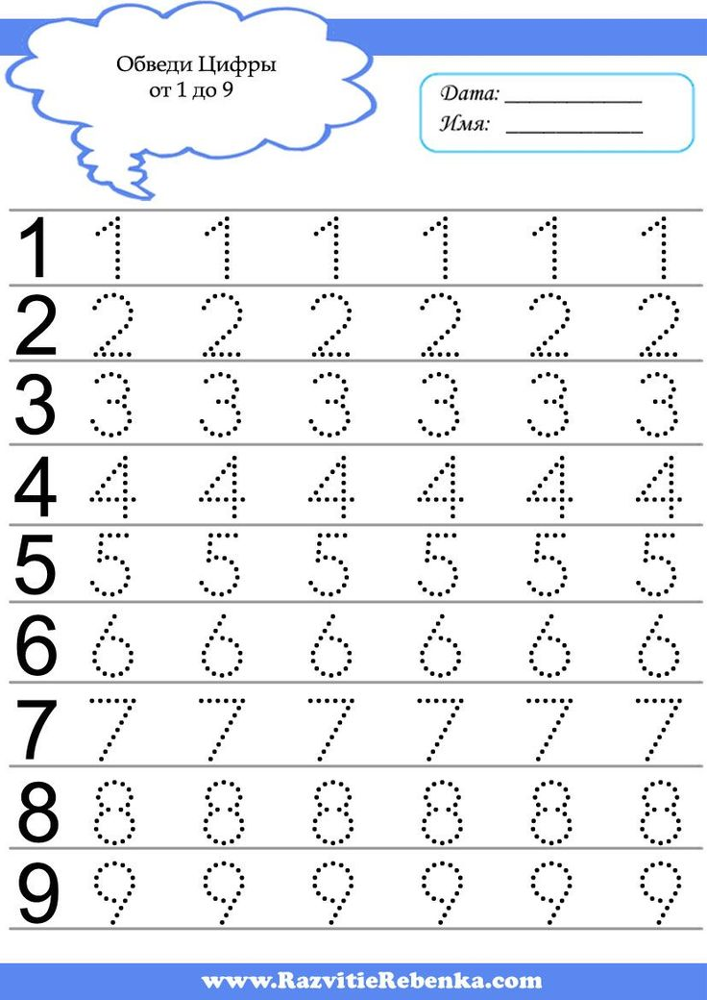 Обведи Цифры
от 1 до 9
Дата: ____________
Имя: ____________
1 1 1 1 1 1 1
2 2 2 2 2 2 2
3 3 3 3 3 3 3
4 4 4 4 4 4 4
5 5 5 5 5 5 5
6 6 6 6 6 6 6
7 7 7 7 7 7 7
8 8 8 8 8 8 8
9 9 9 9 9 9 9
www.RazvitieRebenka.com